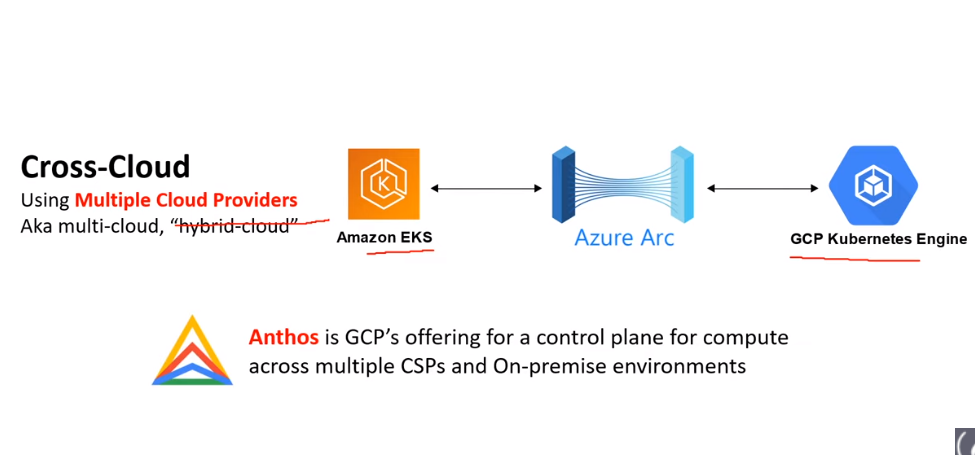 Cross-Cloud
Using Multiple Cloud Providers
Aka multi-cloud, “hybrid-cloud”
Amazon EKS
Azure Arc
GCP Kubernetes Engine
Anthos is GCP’s offering for a control plane for compute
across multiple CSPs and On-premise environments